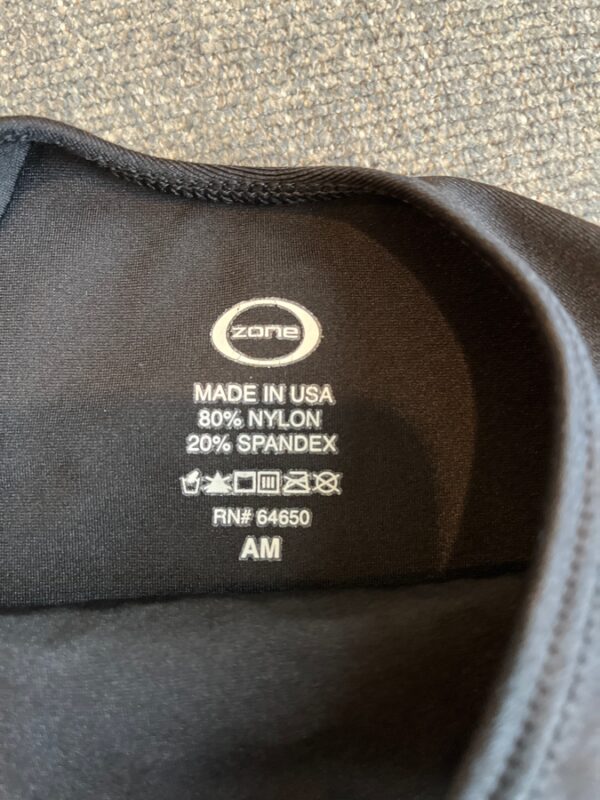 zone
MADE IN USA
80% NYLON
20% SPANDEX
RN# 64650
AM